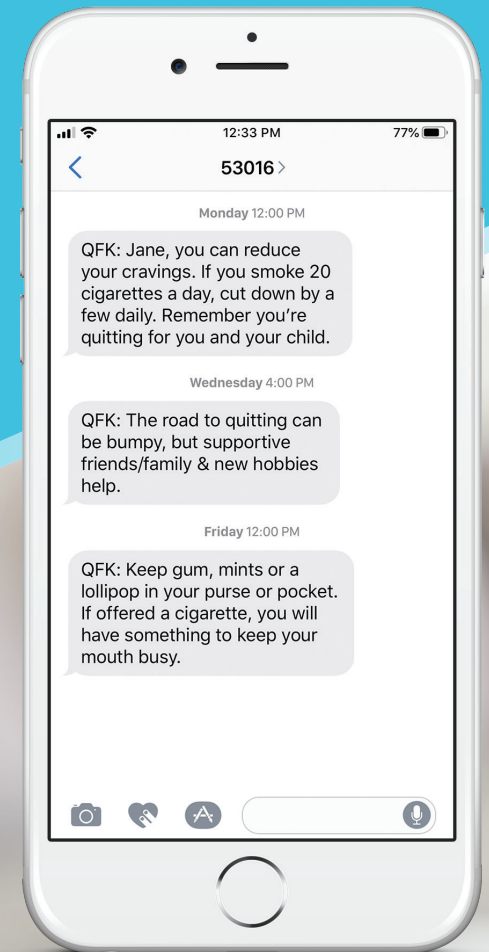 12:33 PM 77%
53016
Monday 12:00 PM
QFK: Jane, you can reduce
your cravings. If you smoke 20
cigarettes a day, cut down by a
few daily. Remember you’re
quitting for you and your child.
Wednesday 4:00 PM
QFK: The road to quitting can
be bumpy, but supportive
friends/family & new hobbies
help.
Friday 12:00 PM
QFK: Keep gum, mints or a
lollipop in your purse or pocket.
If offered a cigarette, you will
have something to keep your
mouth busy.